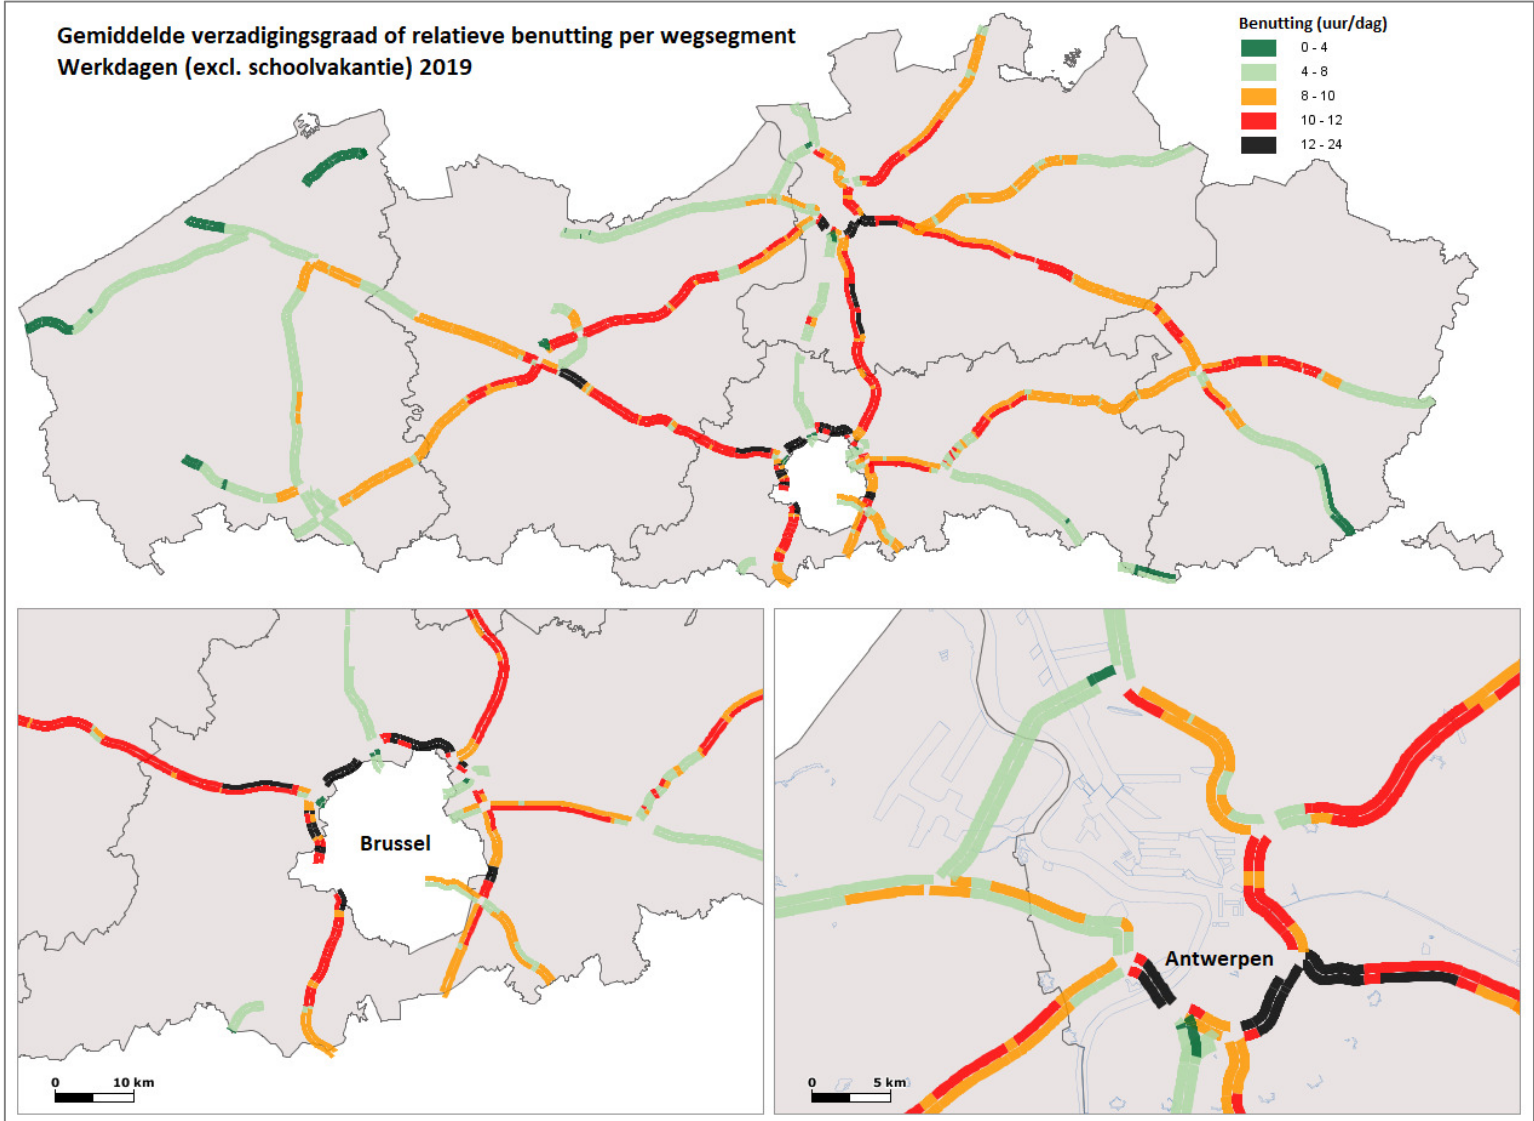 Gemiddelde verzadigingsgraad of relatieve benutting per wegsegment
Werkdagen (excl. schoolvakantie) 2019
Benutting (uur/dag)
0 - 4
4 - 8
8 - 10
10 - 12
12 - 24
Brussel
0 10 km
Antwerpen
0 5 km